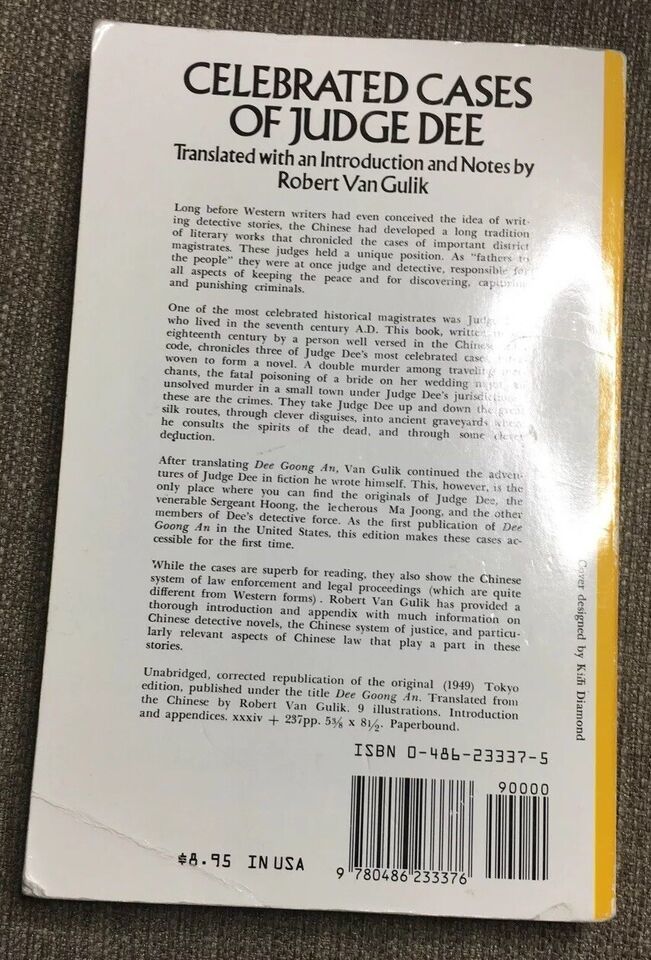 CELEBRATED CASES
OF JUDGE DEE
Translated with an Introduction and Notes by
Robert Van Gulik
Long before Western writers had even conceived the idea of writ-
ing detective stories, the Chinese had developed a long tradition
of literary works that chronicled the cases of important district
magistrates. These judges held a unique position. As "fathers to
the people" they were at once judge and detective, responsible for
all aspects of keeping the peace and for discovering, capturing
and punishing criminals.
One of the most celebrated historical magistrates was Judge
who lived in the seventh century A.D. This book, written
eighteenth century by a person well versed in the Chinese
code, chronicles three of Judge Dee's most celebrated cases
woven to form a novel. A double murder among traveling
chants, the fatal poisoning of a bride on her wedding
unsolved murder in a small town under Judge Dee's jurisdiction
these are the crimes. They take Judge Dee up and down the great
silk routes, through clever disguises, into ancient graveyards where
he consults the spirits of the dead, and through some clever
deduction.
After translating Dee Goong An, Van Gulik continued the adven-
tures of Judge Dee in fiction he wrote himself. This, however, is the
only place where you can find the originals of Judge Dee, the
venerable Sergeant Hoong, the lecherous Ma Joong, and the other
members of Dee's detective force. As the first publication of Dee
Goong An in the United States, this edition makes these cases ac-
cessible for the first time.
While the cases are superb for reading, they also show the Chinese
system of law enforcement and legal proceedings (which are quite
different from Western forms). Robert Van Gulik has provided a
thorough introduction and appendix with much information on
Chinese detective novels, the Chinese system of justice, and particu-
larly relevant aspects of Chinese law that play a part in these
stories.
Unabridged, corrected republication of the original (1949) Tokyo
edition, published under the title Dee Goong An. Translated from
the Chinese by Robert Van Gulik. 9 illustrations. Introduction
and appendices. xxxiv + 237pp. 5⅜ x 8½. Paperbound.
Cover designed by Kiffi Diamond
ISBN 0-486-23337-5
90000
$8.95 IN USA
9 780486 233376